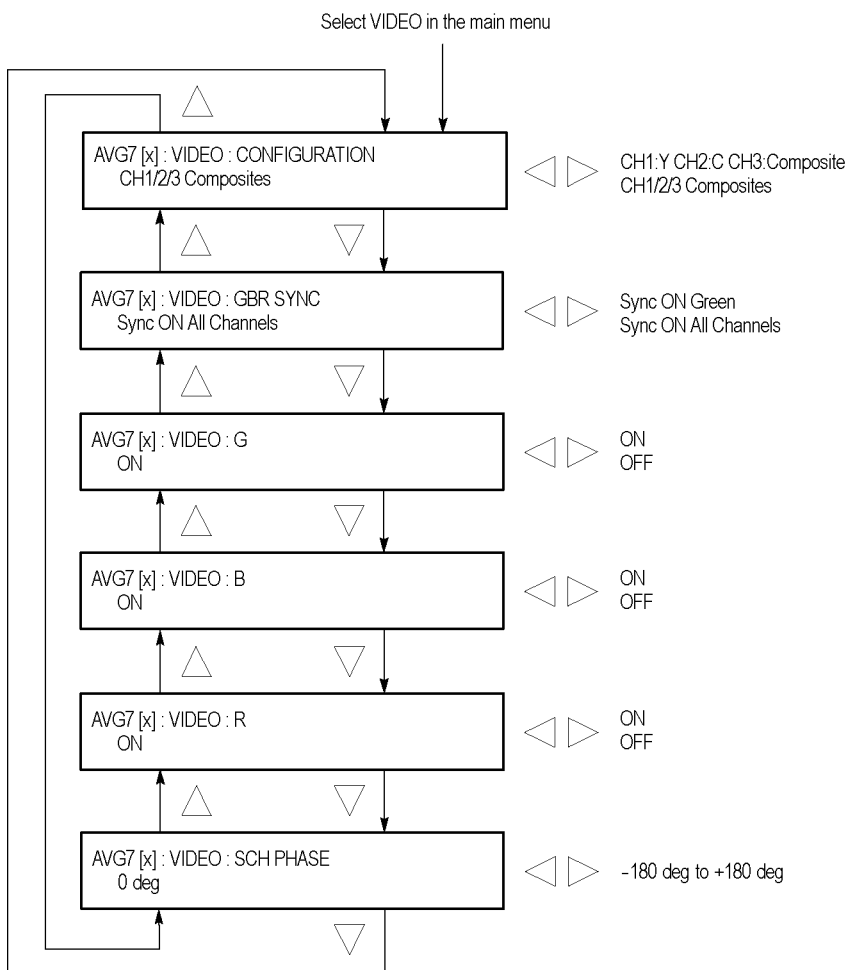 Select VIDEO in the main menu
AVG7 [x] : VIDEO : CONFIGURATION
CH1/2/3 Composites
CH1:Y CH2:C CH3:Composite
CH1/2/3 Composites
AVG7 [x] : VIDEO : GBR SYNC
Sync ON All Channels
Sync ON Green
Sync ON All Channels
AVG7 [x] : VIDEO : G
ON
ON
OFF
AVG7 [x] : VIDEO : B
ON
ON
OFF
AVG7 [x] : VIDEO : R
ON
ON
OFF
AVG7 [x] : VIDEO : SCH PHASE
0 deg
–180 deg to +180 deg